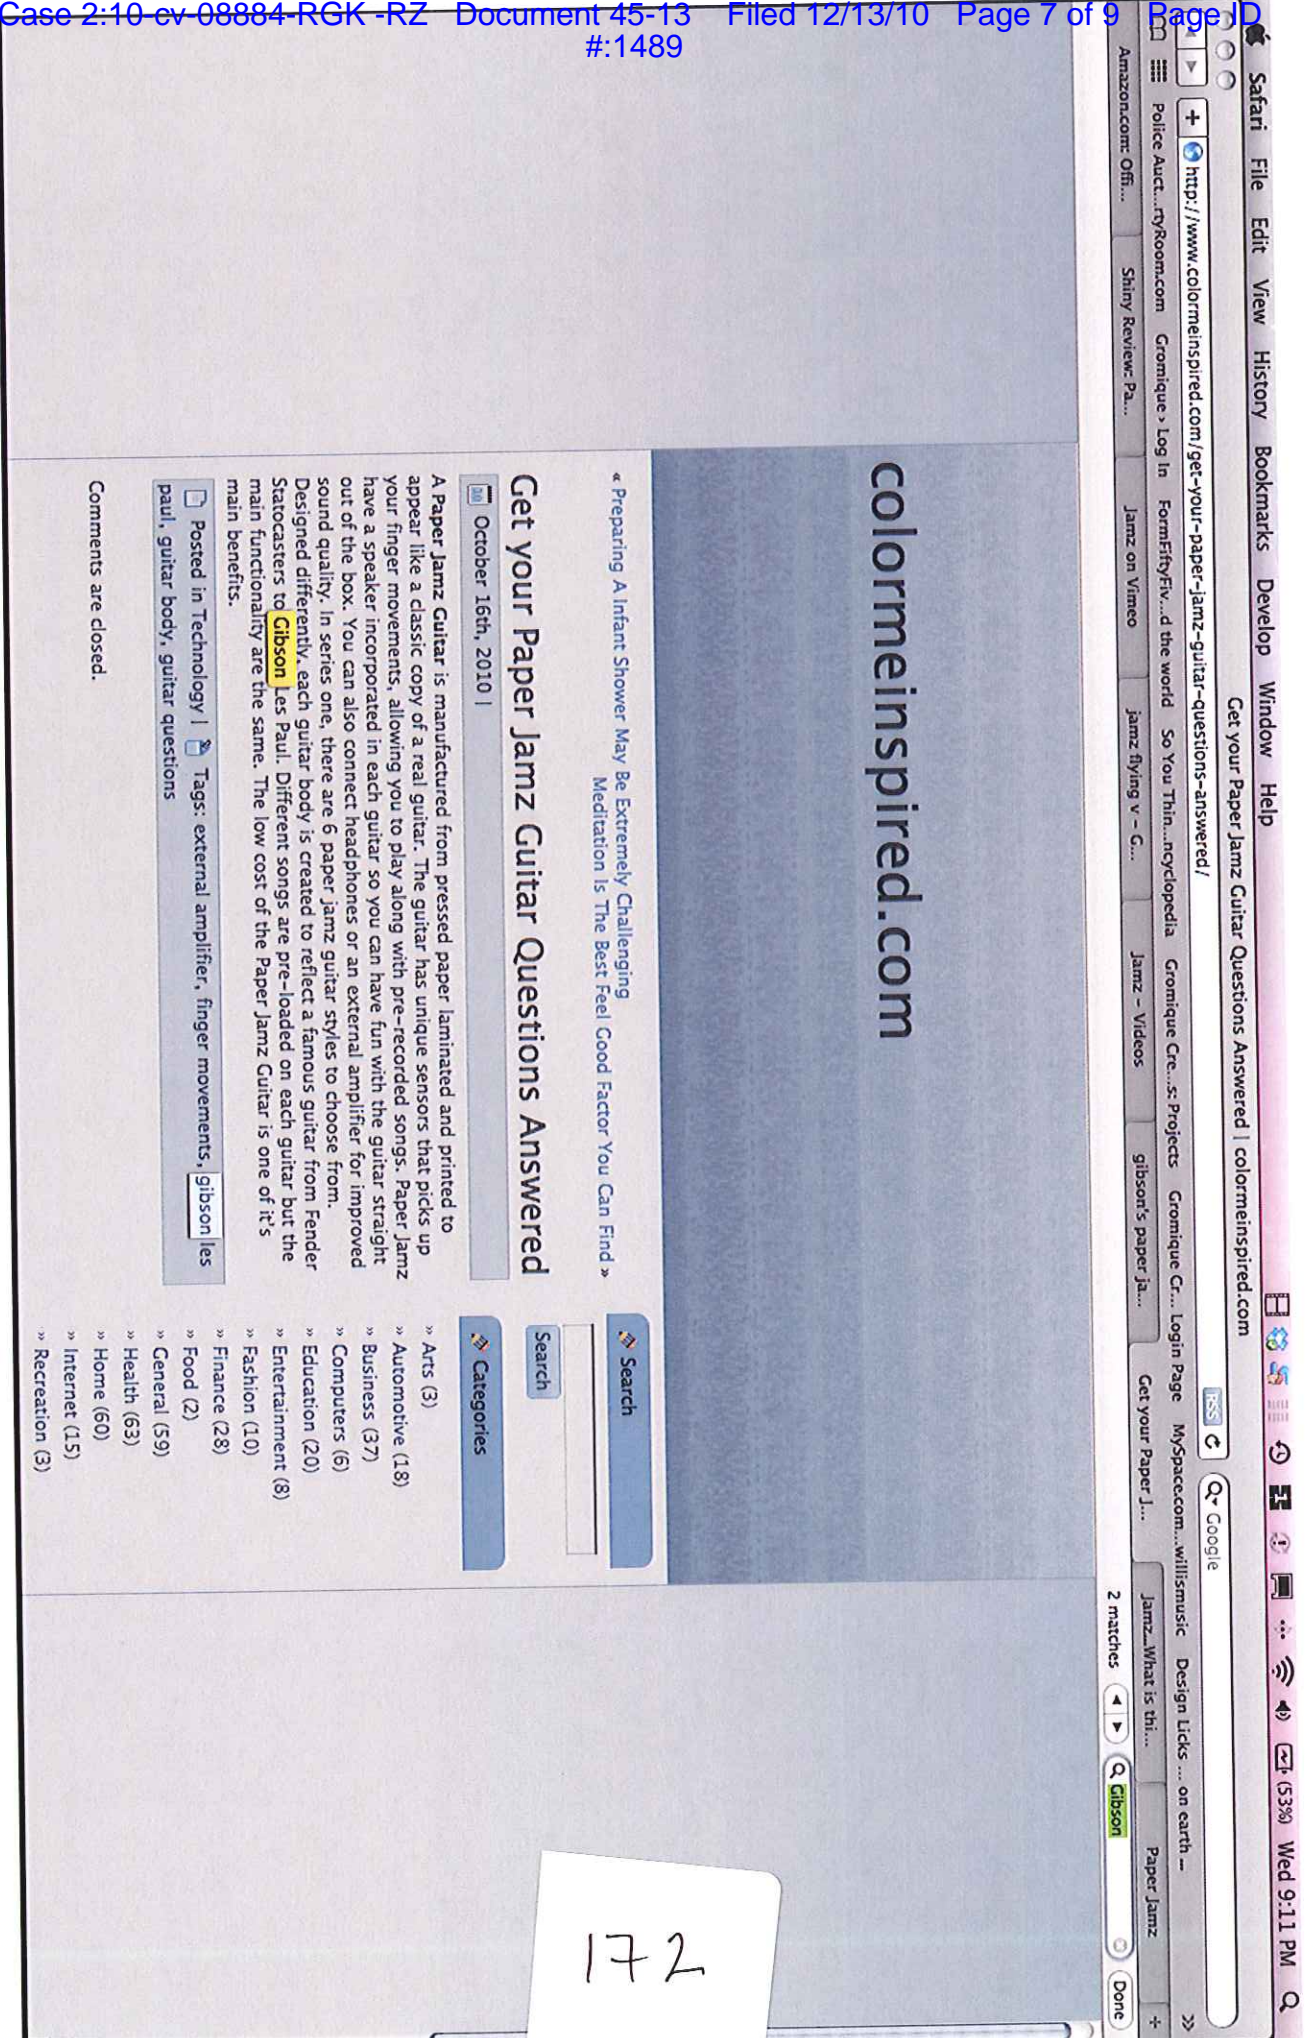 Case 2:10-cv-08884-RGK -RZ Document 45-13 Filed 12/13/10 Page 7 of 9 Page ID
#:1489
Safari File Edit View History Bookmarks Develop Window Help (53%) Wed 9:11 PM
Get your Paper Jamz Guitar Questions Answered | colormeinspired.com
http://www.colormeinspired.com/get-your-paper-jamz-guitar-questions-answered/ RSS Google
Police Auct...rtyRoom.com Gromique › Log In FormFiftyFiv...d the world So You Thin...ncyclopedia Gromique Cre...s: Projects Gromique Cr... Login Page MySpace.com...willismusic Design Licks ... on earth ... »
Amazon.com: Offi... Shiny Review: Pa... Jamz on Vimeo jamz flying v - G... Jamz - Videos gibson's paper ja... Get your Paper J... Jamz...What is thi... Paper Jamz +
2 matches Gibson Done
colormeinspired.com
« Preparing A Infant Shower May Be Extremely Challenging
Meditation Is The Best Feel Good Factor You Can Find »
Get your Paper Jamz Guitar Questions Answered
October 16th, 2010 |
A Paper Jamz Guitar is manufactured from pressed paper laminated and printed to
appear like a classic copy of a real guitar. The guitar has unique sensors that picks up
your finger movements, allowing you to play along with pre-recorded songs. Paper Jamz
have a speaker incorporated in each guitar so you can have fun with the guitar straight
out of the box. You can also connect headphones or an external amplifier for improved
sound quality. In series one, there are 6 paper jamz guitar styles to choose from.
Designed differently, each guitar body is created to reflect a famous guitar from Fender
Statocasters to Gibson Les Paul. Different songs are pre-loaded on each guitar but the
main functionality are the same. The low cost of the Paper Jamz Guitar is one of it's
main benefits.
Posted in Technology | Tags: external amplifier, finger movements, gibson les
paul, guitar body, guitar questions
Comments are closed.
Search
Search
Categories
» Arts (3)
» Automotive (18)
» Business (37)
» Computers (6)
» Education (20)
» Entertainment (8)
» Fashion (10)
» Finance (28)
» Food (2)
» General (59)
» Health (63)
» Home (60)
» Internet (15)
» Recreation (3)
172